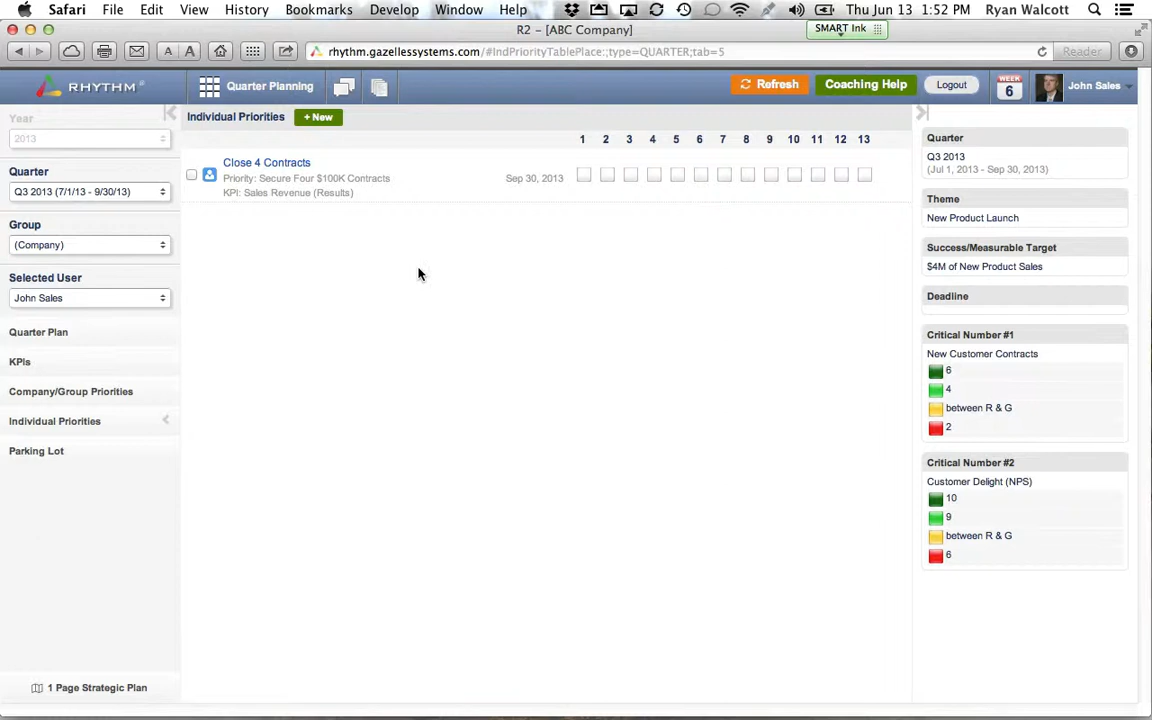 Safari File Edit View History Bookmarks Develop Window Help Thu Jun 13 1:52 PM Ryan Walcott
R2 – [ABC Company]
SMART Ink
A A rhythm.gazellessystems.com/#IndPriorityTablePlace:;type=QUARTER;tab=5 Reader
RHYTHM® Quarter Planning Refresh Coaching Help Logout WEEK 6 John Sales
Year
2013
Quarter
Q3 2013 (7/1/13 - 9/30/13)
Group
(Company)
Selected User
John Sales
Quarter Plan
KPIs
Company/Group Priorities
Individual Priorities
Parking Lot
1 Page Strategic Plan
Individual Priorities + New
1 2 3 4 5 6 7 8 9 10 11 12 13
Close 4 Contracts
Priority: Secure Four $100K Contracts Sep 30, 2013
KPI: Sales Revenue (Results)
Quarter
Q3 2013
(Jul 1, 2013 - Sep 30, 2013)
Theme
New Product Launch
Success/Measurable Target
$4M of New Product Sales
Deadline
Critical Number #1
New Customer Contracts
6
4
between R & G
2
Critical Number #2
Customer Delight (NPS)
10
9
between R & G
6